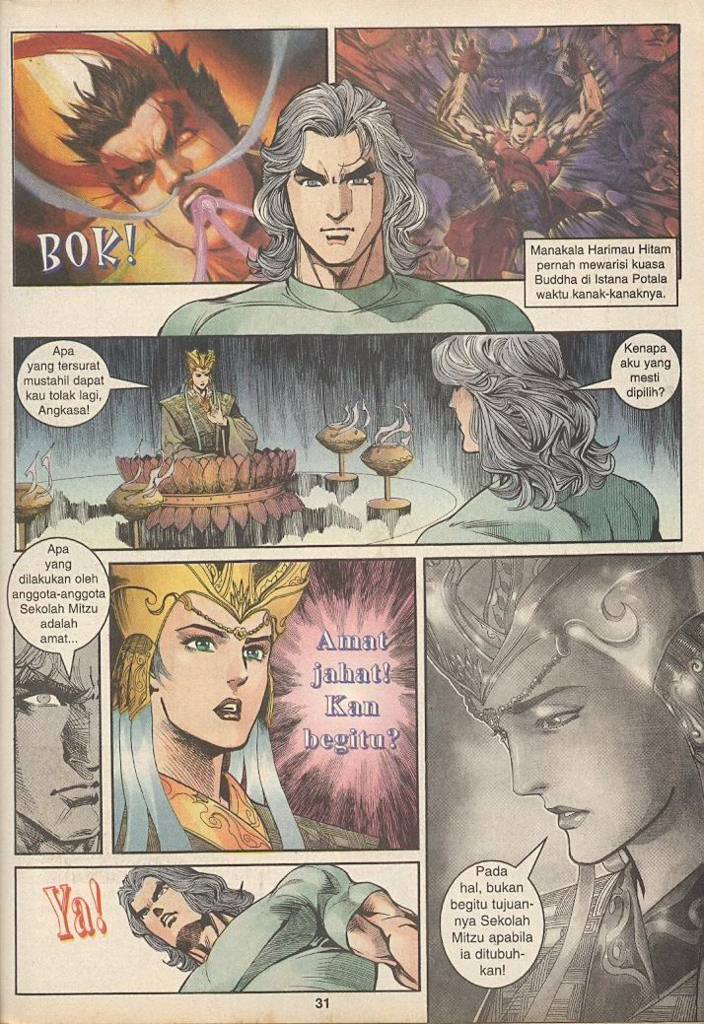 BOK!
Manakala Harimau Hitam
pernah mewarisi kuasa
Buddha di Istana Potala
waktu kanak-kanaknya.
Apa
yang tersurat
mustahil dapat
kau tolak lagi,
Angkasa!
Kenapa
aku yang
mesti
dipilih?
Apa
yang
dilakukan oleh
anggota-anggota
Sekolah Mitzu
adalah
amat...
Amat
jahat!
Kan
begitu?
Ya!
Pada
hal, bukan
begitu tujuan-
nya Sekolah
Mitzu apabila
ia ditubuh-
kan!
31